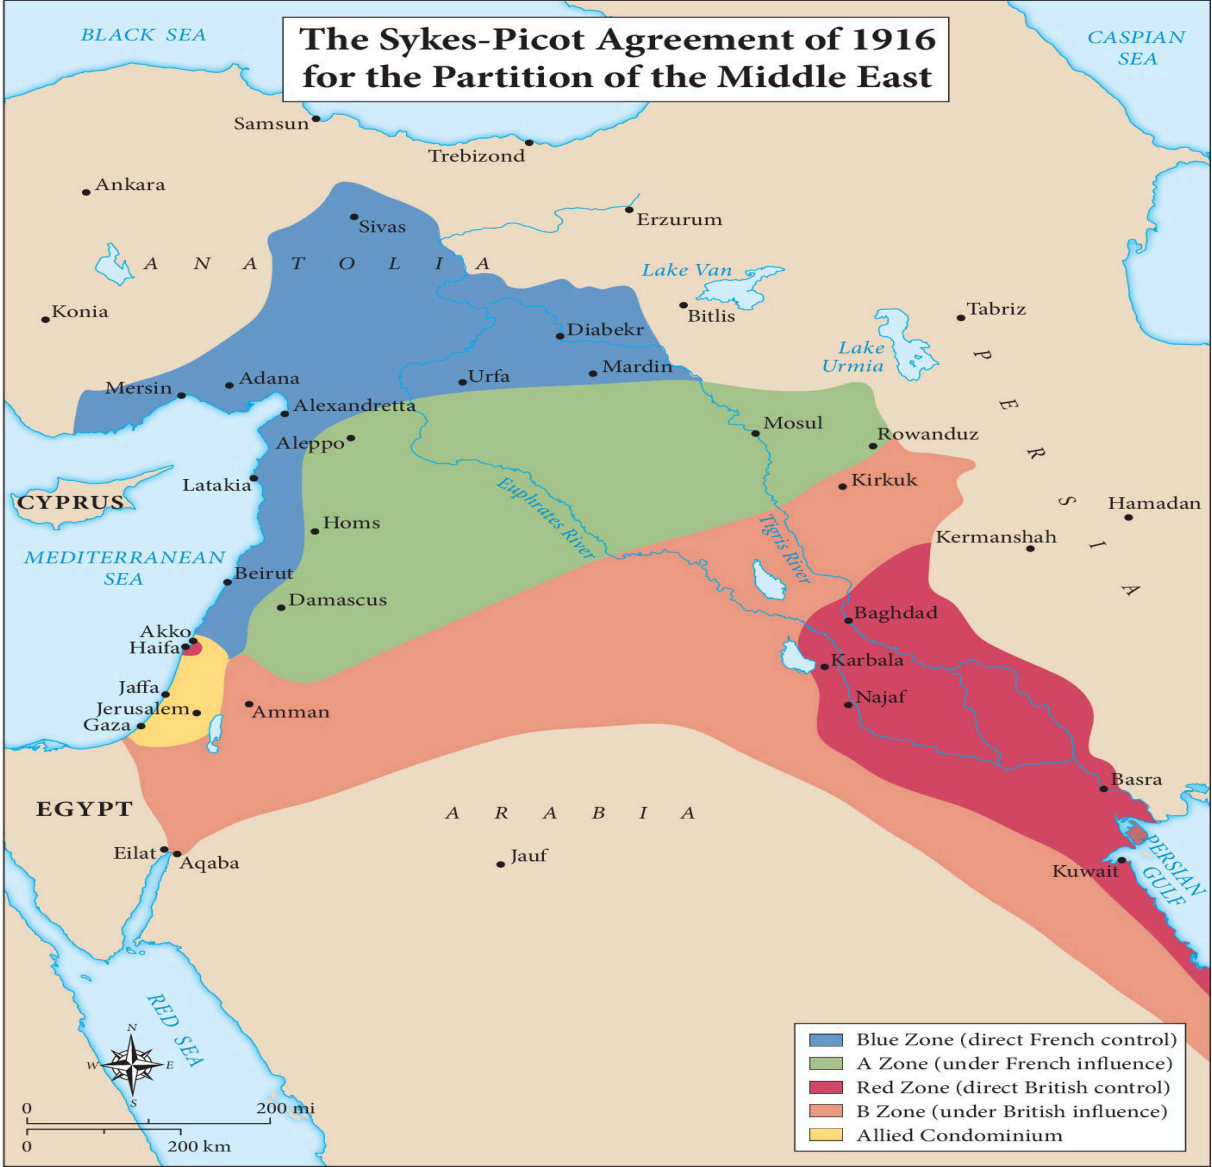 The Sykes-Picot Agreement of 1916
for the Partition of the Middle East
BLACK SEA
CASPIAN
SEA
Samsun
Trebizond
Ankara
Sivas
Erzurum
ANATOLIA
Lake Van
Konia
Bitlis
Tabriz
Diabekr
Lake
Urmia
Mersin
Adana
Urfa
Mardin
PERSIA
Alexandretta
Aleppo
Mosul
Rowanduz
Latakia
Kirkuk
CYPRUS
Euphrates River
Tigris River
Homs
Hamadan
Kermanshah
MEDITERRANEAN
SEA
Beirut
Damascus
Baghdad
Akko
Haifa
Karbala
Jaffa
Jerusalem
Gaza
Amman
Najaf
EGYPT
ARABIA
Basra
Eilat
Aqaba
Jauf
Kuwait
PERSIAN
GULF
RED SEA
N
W
E
S
0
200 mi
0
200 km
Blue Zone (direct French control)
A Zone (under French influence)
Red Zone (direct British control)
B Zone (under British influence)
Allied Condominium